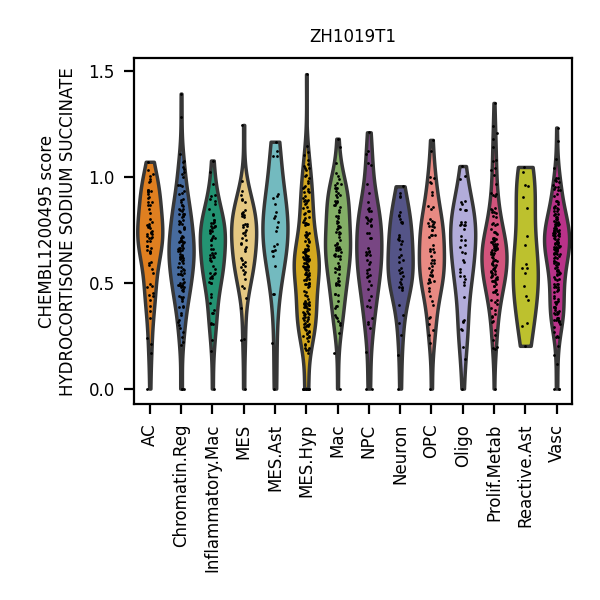 ZH1019T1
CHEMBL1200495 score
HYDROCORTISONE SODIUM SUCCINATE
1.5
1.0
0.5
0.0
AC
Chromatin.Reg
Inflammatory.Mac
MES
MES.Ast
MES.Hyp
Mac
NPC
Neuron
OPC
Oligo
Prolif.Metab
Reactive.Ast
Vasc